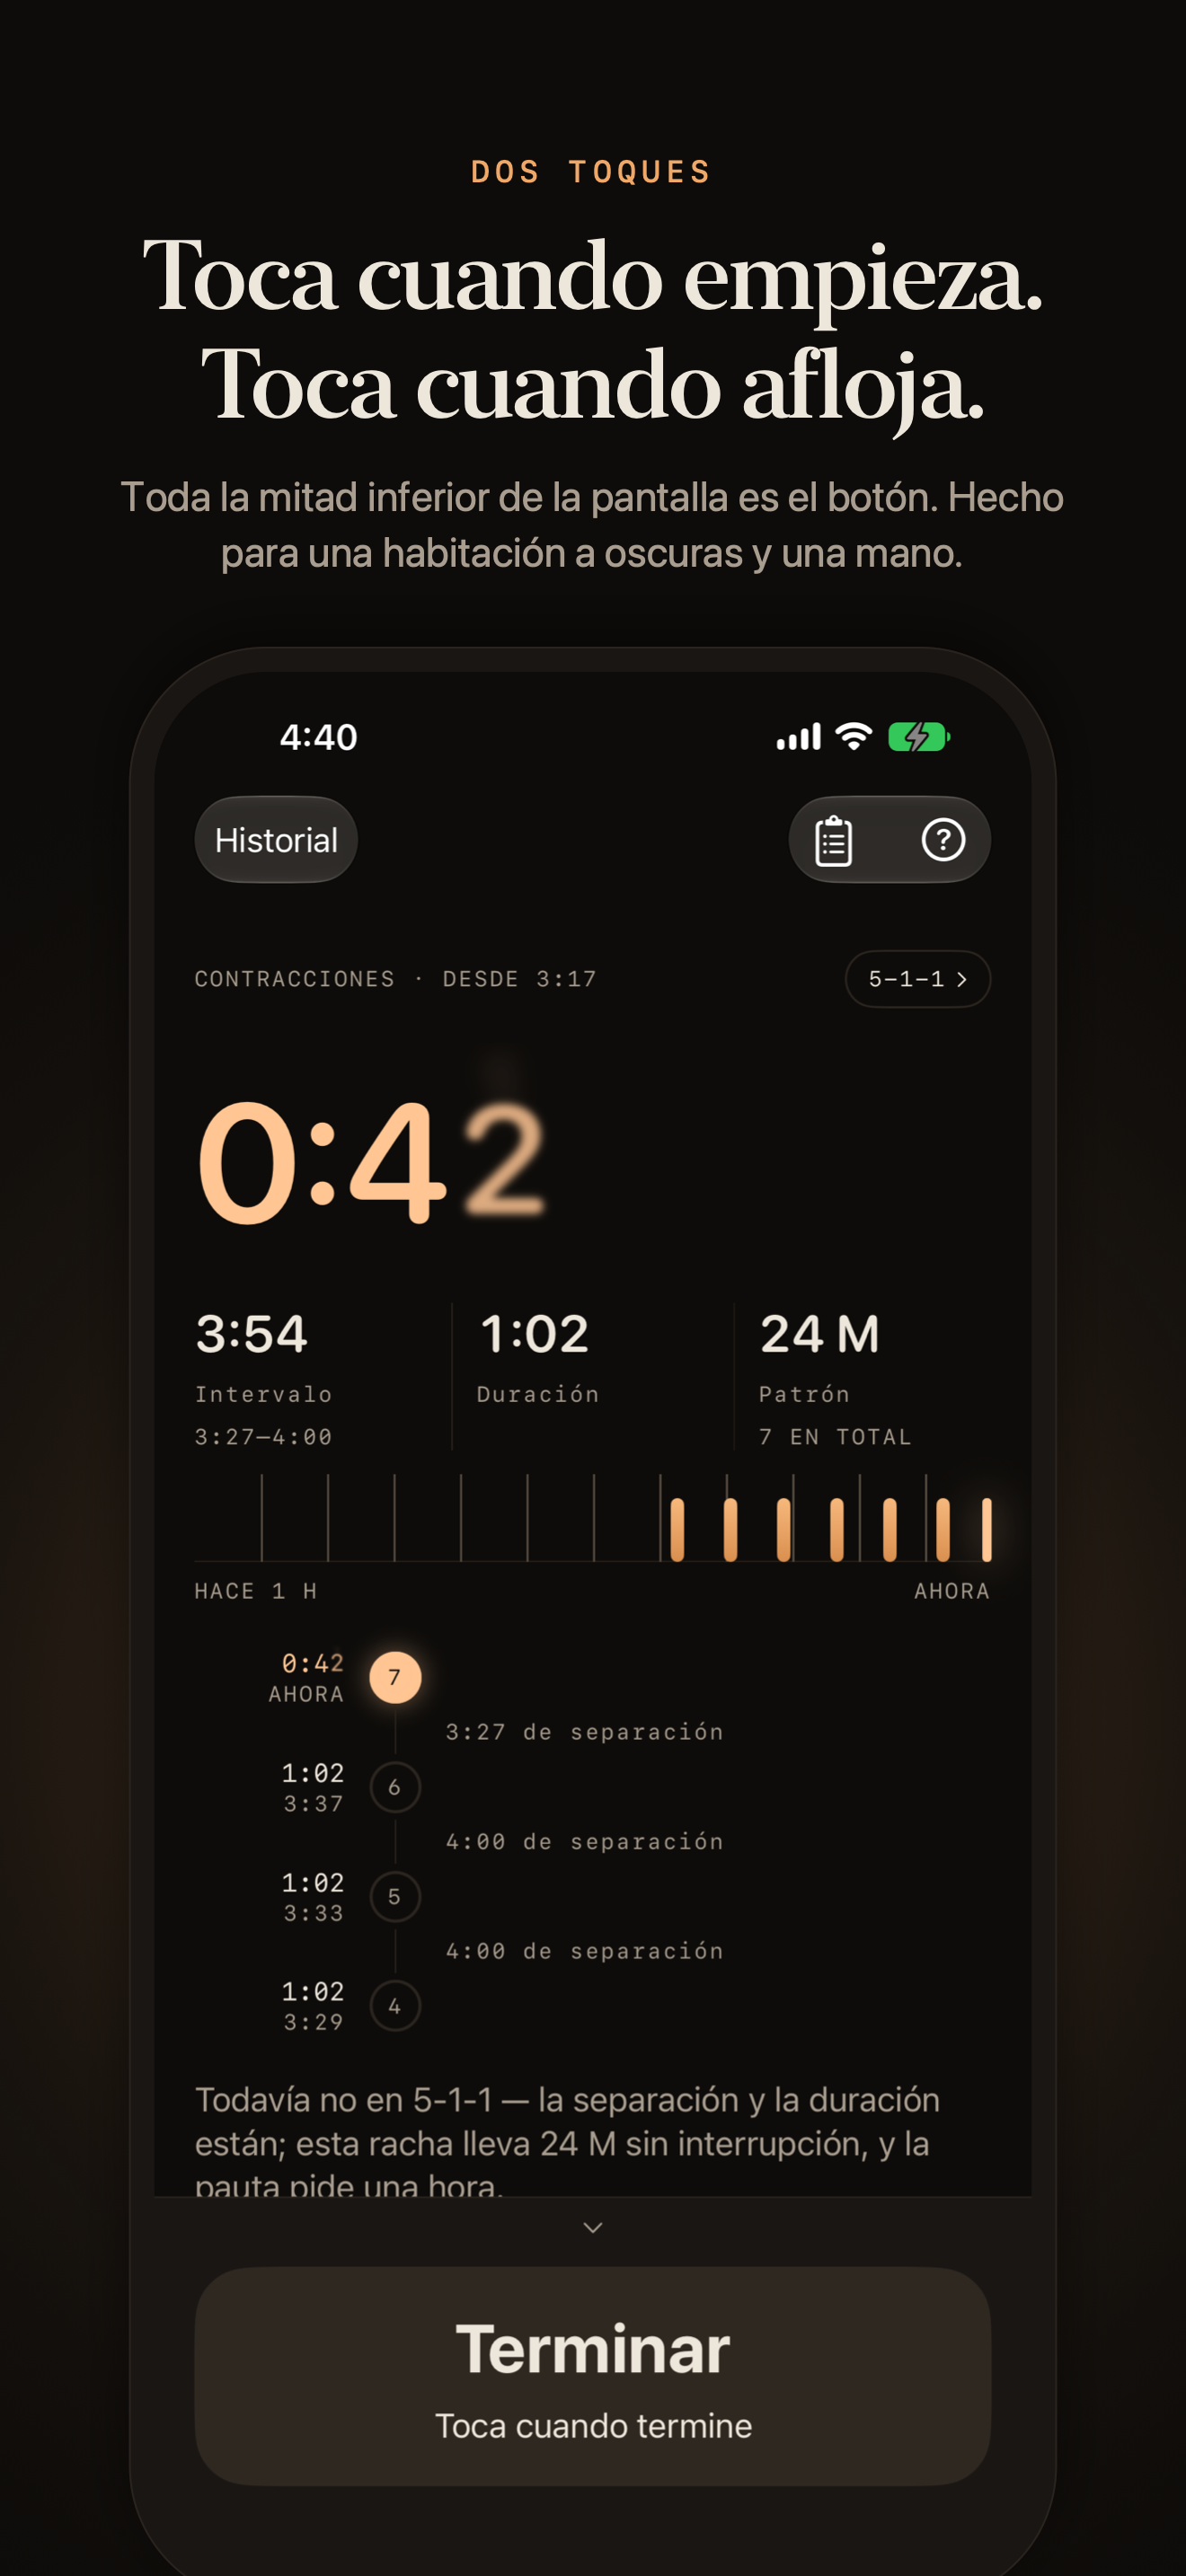 DOS TOQUES
Toca cuando empieza.
Toca cuando afloja.
Toda la mitad inferior de la pantalla es el botón. Hecho
para una habitación a oscuras y una mano.
4:40
Historial
?
CONTRACCIONES · DESDE 3:17
5–1–1 >
0:42
3:54
Intervalo
3:27–4:00
1:02
Duración
24 M
Patrón
7 EN TOTAL
HACE 1 H
AHORA
0:42
AHORA
7
3:27 de separación
1:02
3:37
6
4:00 de separación
1:02
3:33
5
4:00 de separación
1:02
3:29
4
Todavía no en 5-1-1 — la separación y la duración
están; esta racha lleva 24 M sin interrupción, y la
pauta pide una hora.
Terminar
Toca cuando termine